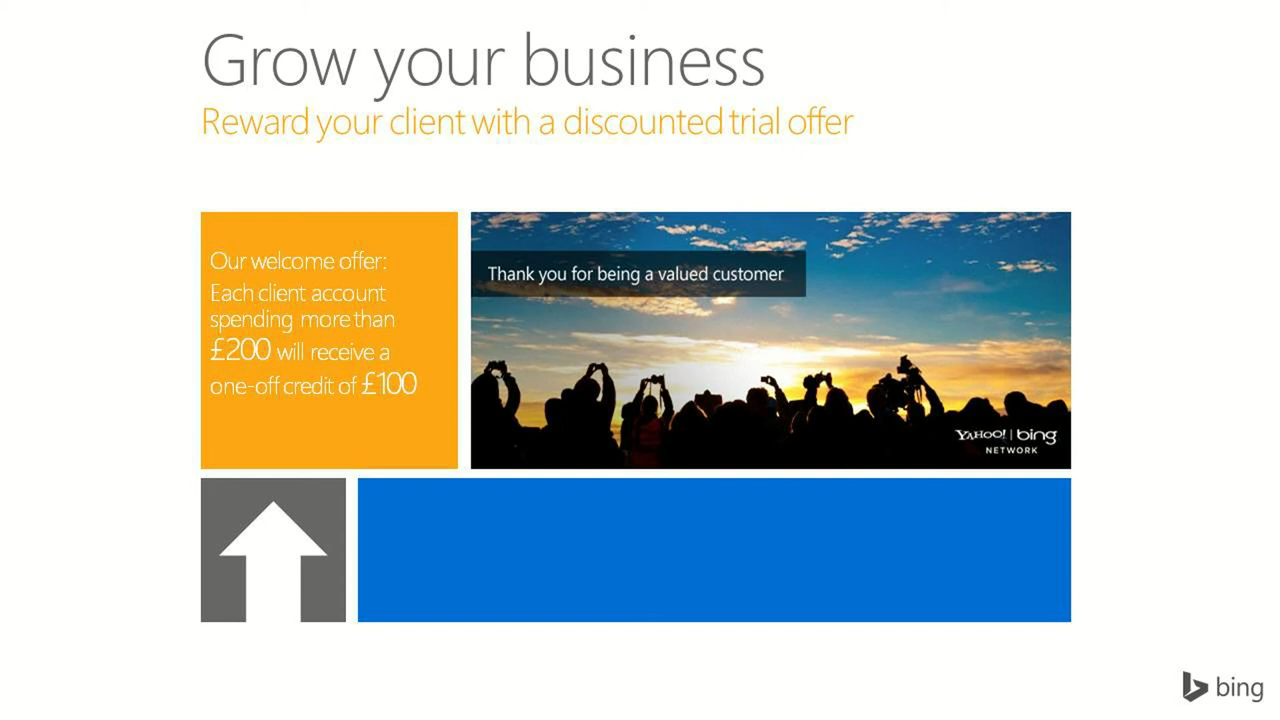 Grow your business
Reward your client with a discounted trial offer
Our welcome offer:
Each client account
spending more than
£200 will receive a
one-off credit of £100
Thank you for being a valued customer
YAHOO! | bing
NETWORK
bing